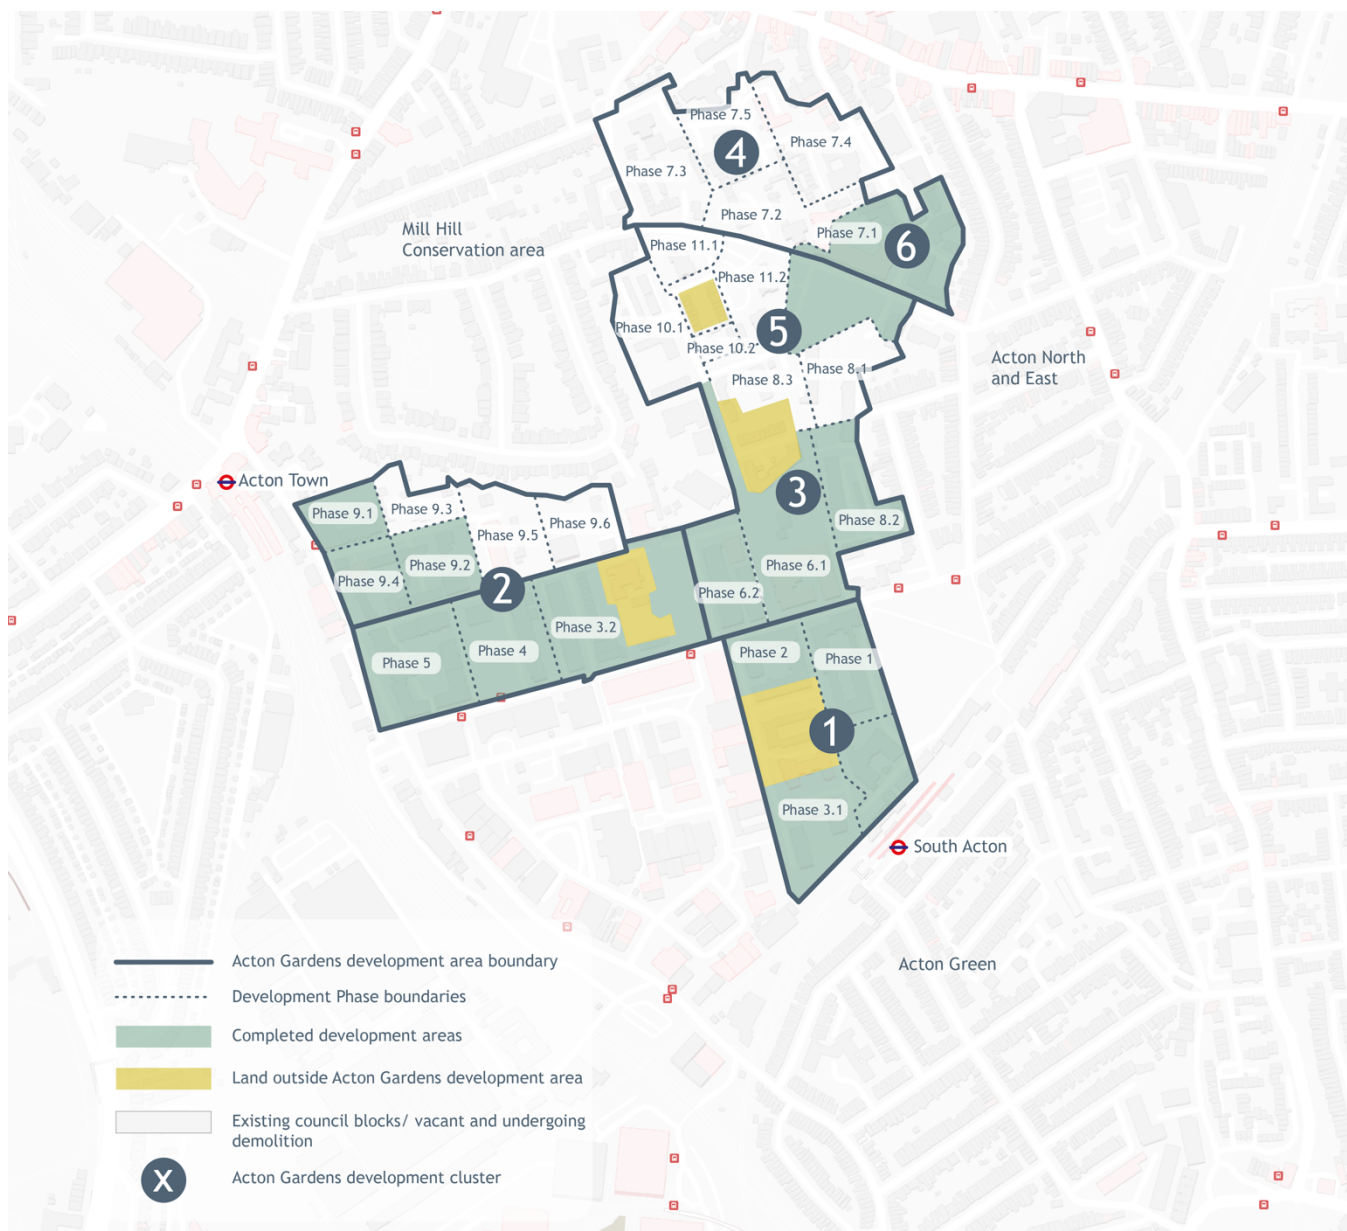 Phase 7.5
Phase 7.4
4
Phase 7.3
Phase 7.2
Phase 7.1
6
Mill Hill
Conservation area
Phase 11.1
Phase 11.2
Phase 10.1
5
Phase 10.2
Acton North
and East
Phase 8.3
Phase 8.1
Acton Town
3
Phase 9.1
Phase 9.3
Phase 9.6
Phase 8.2
Phase 9.5
Phase 9.2
Phase 6.1
Phase 9.4
2
Phase 6.2
Phase 3.2
Phase 4
Phase 5
Phase 2
Phase 1
1
Phase 3.1
South Acton
Acton Green
Acton Gardens development area boundary
Development Phase boundaries
Completed development areas
Land outside Acton Gardens development area
Existing council blocks/ vacant and undergoing
demolition
X
Acton Gardens development cluster